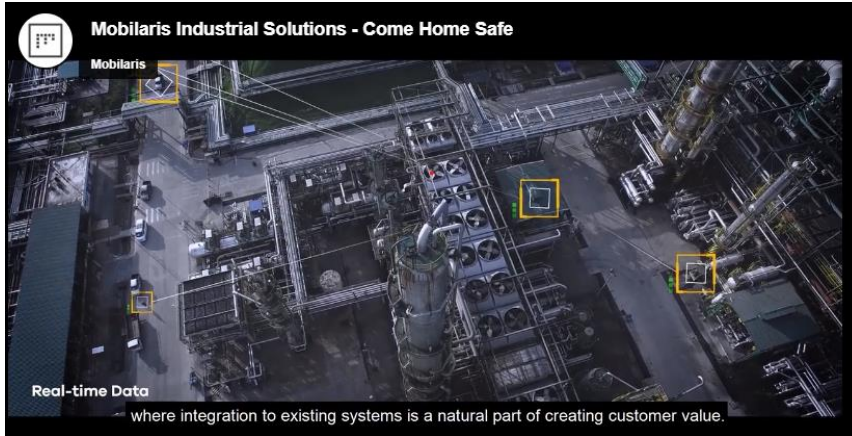 Mobilaris Industrial Solutions - Come Home Safe
Mobilaris
Real-time Data
where integration to existing systems is a natural part of creating customer value.